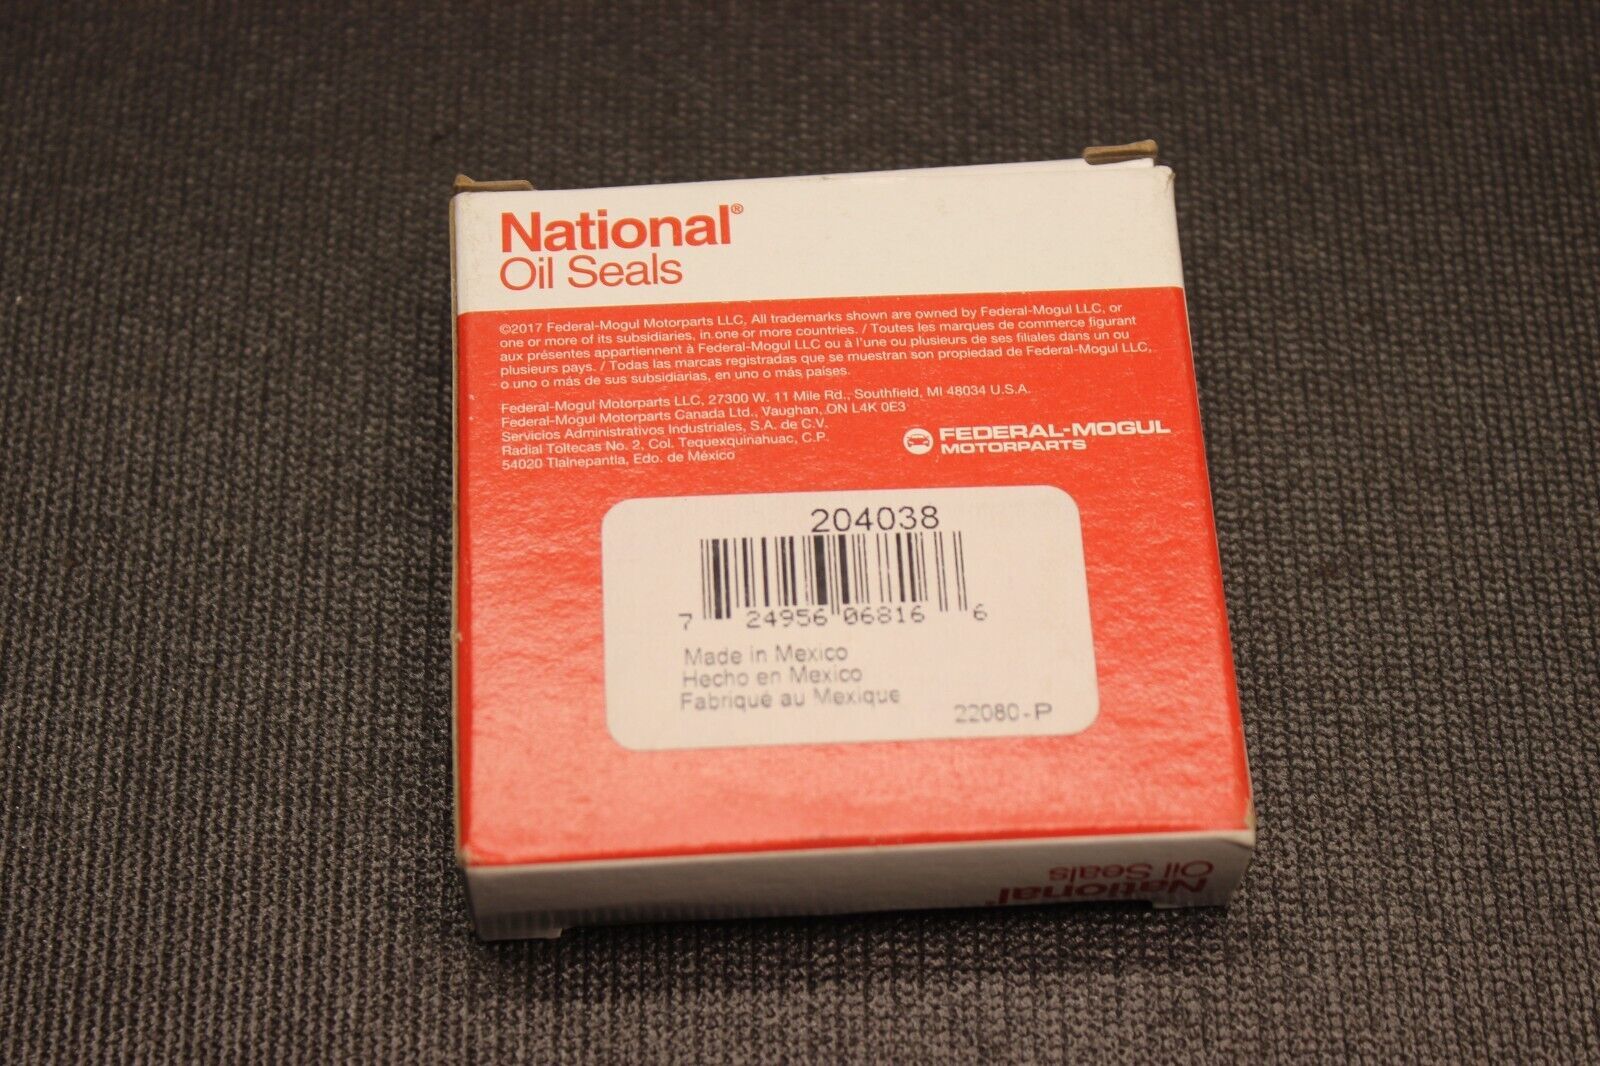 National®
Oil Seals
©2017 Federal-Mogul Motorparts LLC, All trademarks shown are owned by Federal-Mogul LLC, or
one or more of its subsidiaries, in one or more countries. / Toutes les marques de commerce figurant
aux présentes appartiennent à Federal-Mogul LLC ou à l'une ou plusieurs de ses filiales dans un ou
plusieurs pays. / Todas las marcas registradas que se muestran son propiedad de Federal-Mogul LLC,
o uno o más de sus subsidiarias, en uno o más países.
Federal-Mogul Motorparts LLC, 27300 W. 11 Mile Rd., Southfield, MI 48034 U.S.A.
Federal-Mogul Motorparts Canada Ltd., Vaughan, ON L4K 0E3
Servicios Administrativos Industriales, S.A. de C.V.
Radial Toltecas No. 2, Col. Tequexquinahuac, C.P.
54020 Tlalnepantla, Edo. de México
FEDERAL-MOGUL
MOTORPARTS
204038
7 24956 06816 6
Made in Mexico
Hecho en Mexico
Fabriqué au Mexique
22080-P
National®
Oil Seals